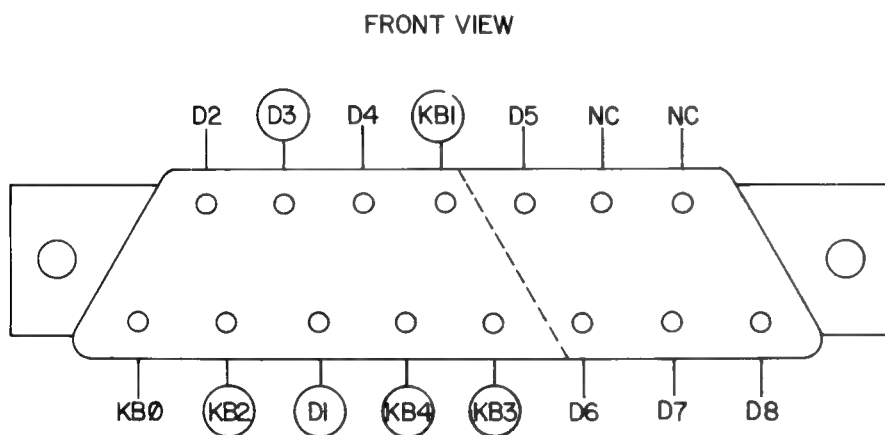 FRONT VIEW
D2 D3 D4 KB1 D5 NC NC
KBØ KB2 D1 KB4 KB3 D6 D7 D8